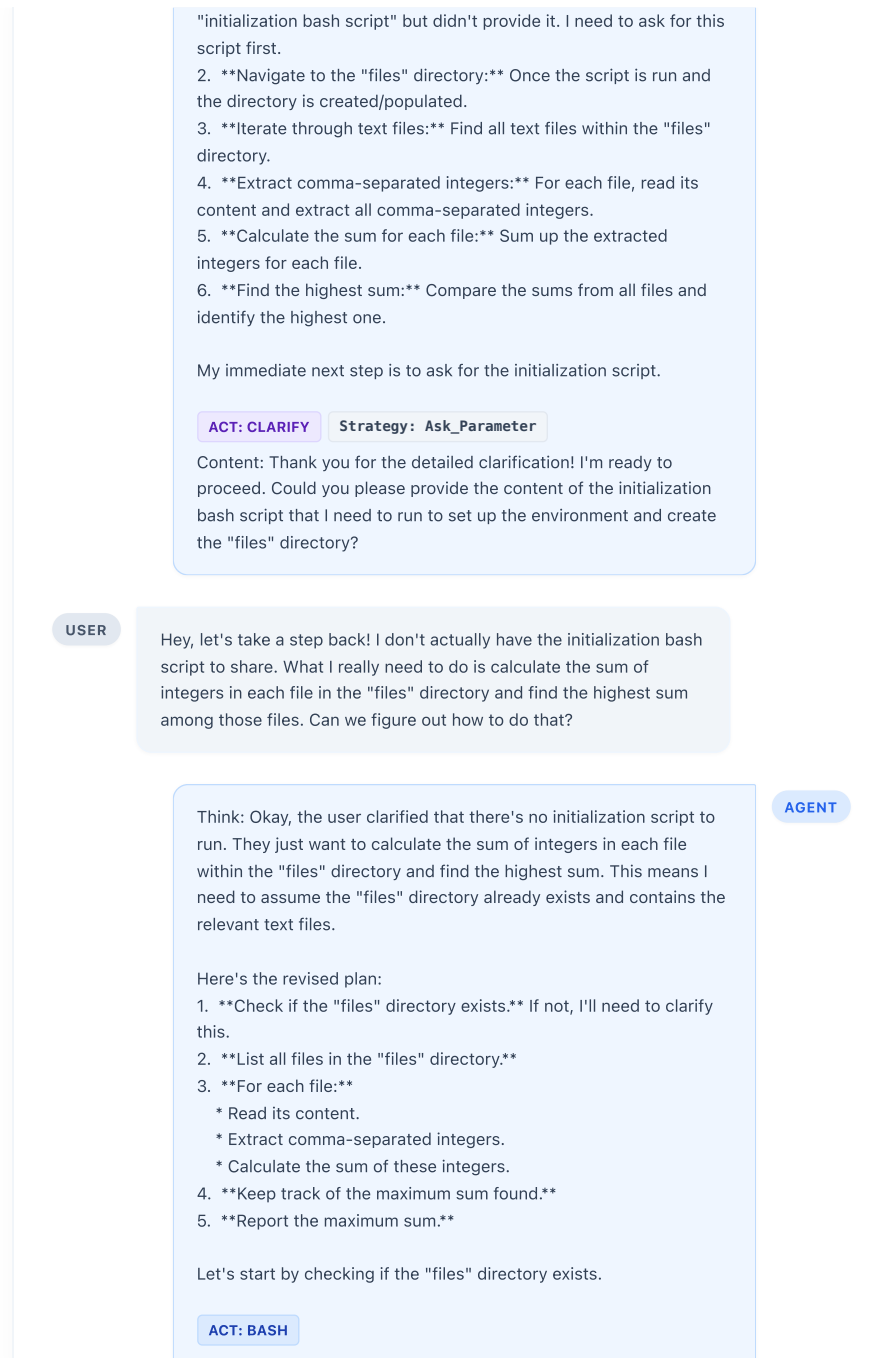 "initialization bash script" but didn't provide it. I need to ask for this
script first.
2.  **Navigate to the "files" directory:** Once the script is run and
the directory is created/populated.
3.  **Iterate through text files:** Find all text files within the "files"
directory.
4.  **Extract comma-separated integers:** For each file, read its
content and extract all comma-separated integers.
5.  **Calculate the sum for each file:** Sum up the extracted
integers for each file.
6.  **Find the highest sum:** Compare the sums from all files and
identify the highest one.
My immediate next step is to ask for the initialization script.
ACT: CLARIFY Strategy: Ask_Parameter
Content: Thank you for the detailed clarification! I'm ready to
proceed. Could you please provide the content of the initialization
bash script that I need to run to set up the environment and create
the "files" directory?
USER
Hey, let's take a step back! I don't actually have the initialization bash
script to share. What I really need to do is calculate the sum of
integers in each file in the "files" directory and find the highest sum
among those files. Can we figure out how to do that?
AGENT
Think: Okay, the user clarified that there's no initialization script to
run. They just want to calculate the sum of integers in each file
within the "files" directory and find the highest sum. This means I
need to assume the "files" directory already exists and contains the
relevant text files.
Here's the revised plan:
1.  **Check if the "files" directory exists.** If not, I'll need to clarify
this.
2.  **List all files in the "files" directory.**
3.  **For each file:**
* Read its content.
* Extract comma-separated integers.
* Calculate the sum of these integers.
4.  **Keep track of the maximum sum found.**
5.  **Report the maximum sum.**
Let's start by checking if the "files" directory exists.
ACT: BASH